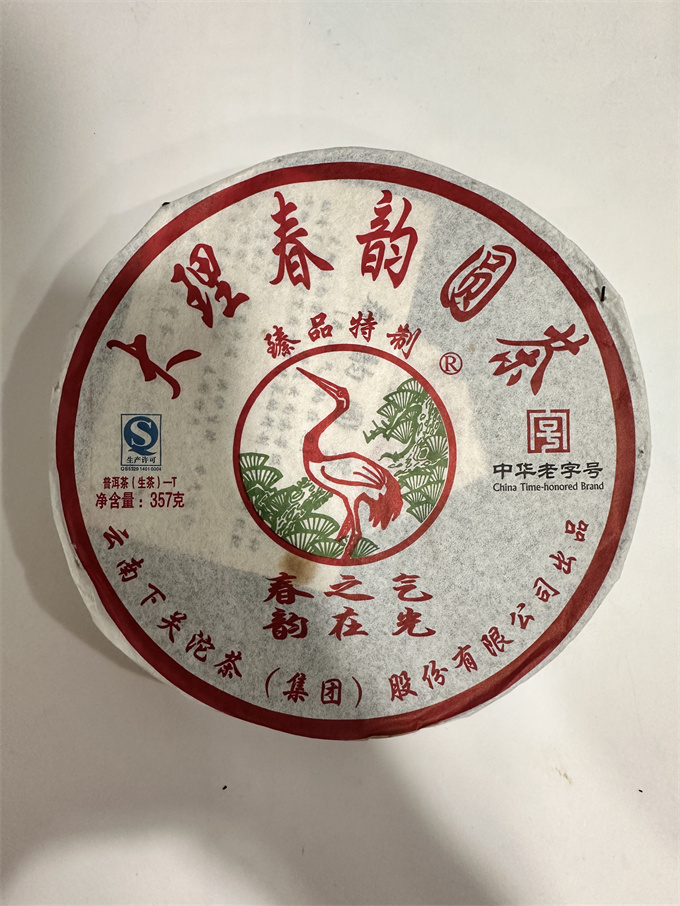 大理春韵圆茶
臻品特制
®
S
生产许可
QS5329 1401 0004
普洱茶（生茶）—T
净含量：357克
中华老字号
China Time-honored Brand
春之气
韵在先
云南下关沱茶（集团）股份有限公司出品